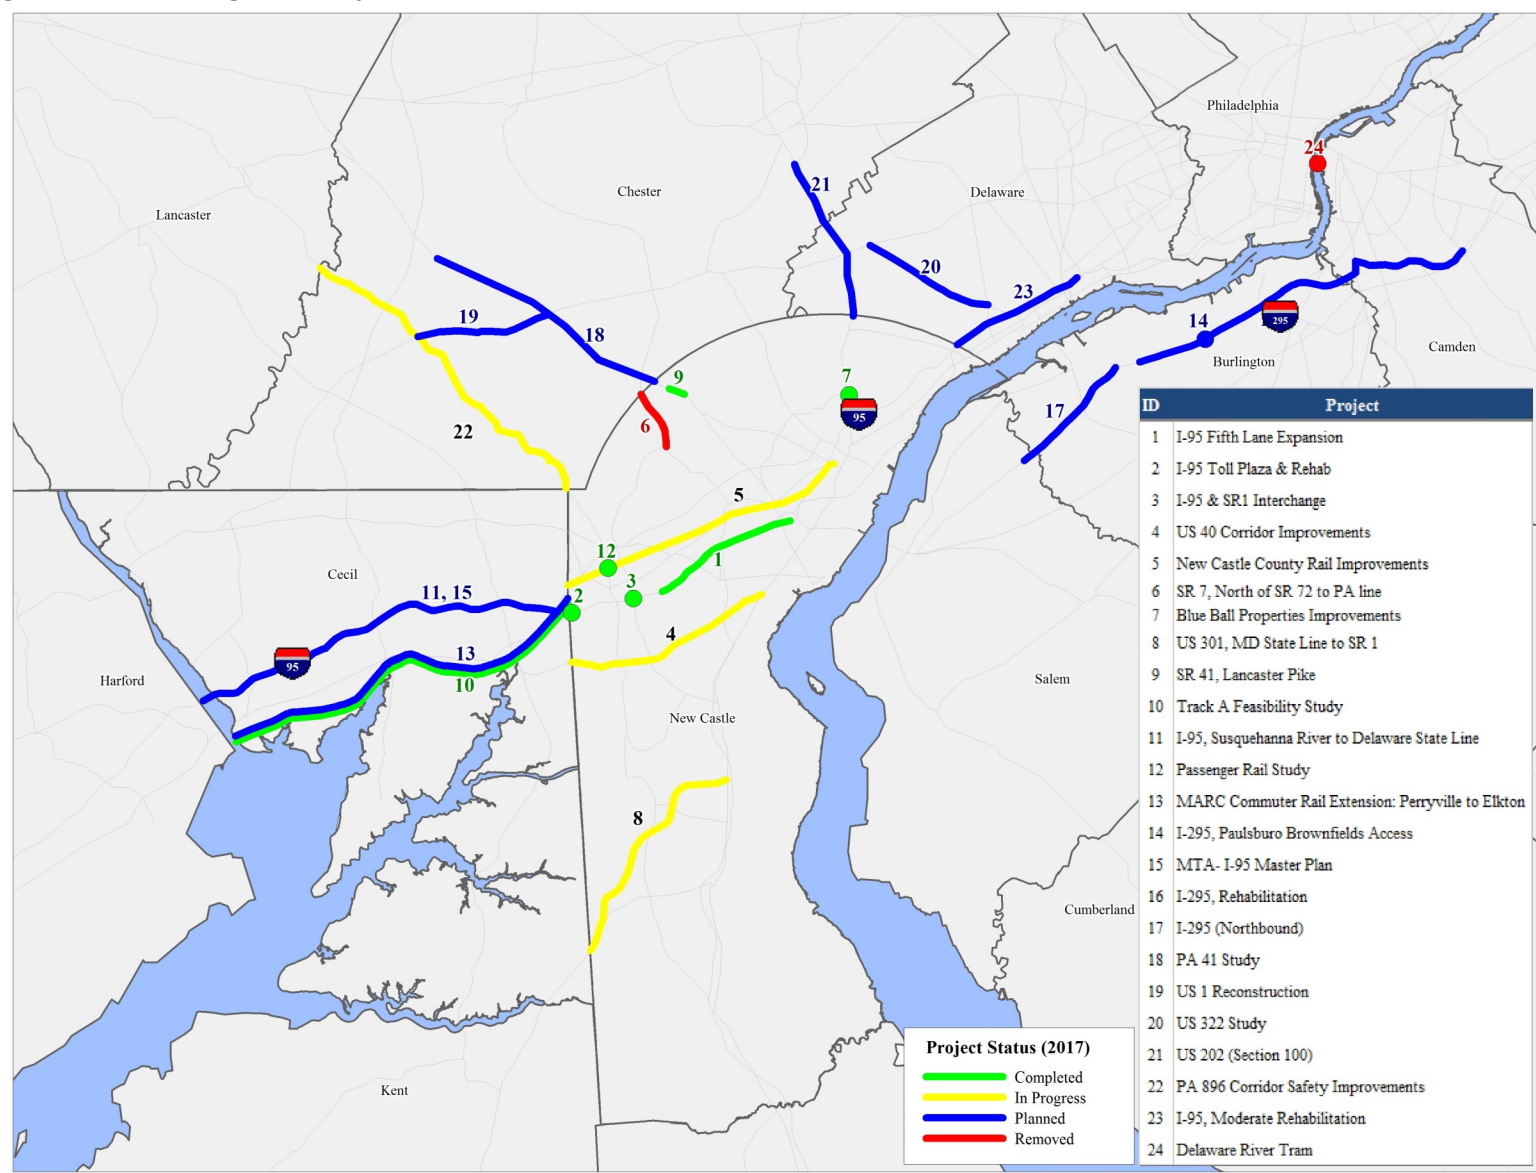 Philadelphia
24
Chester
21
Delaware
Lancaster
20
23
19
18
14
295
Burlington
Camden
9
7
95
6
17
22
5
12
1
Cecil
11, 15
3
2
4
13
95
10
Harford
Salem
New Castle
8
Cumberland
Kent
ID Project
1 I-95 Fifth Lane Expansion
2 I-95 Toll Plaza & Rehab
3 I-95 & SR1 Interchange
4 US 40 Corridor Improvements
5 New Castle County Rail Improvements
6 SR 7, North of SR 72 to PA line
7 Blue Ball Properties Improvements
8 US 301, MD State Line to SR 1
9 SR 41, Lancaster Pike
10 Track A Feasibility Study
11 I-95, Susquehanna River to Delaware State Line
12 Passenger Rail Study
13 MARC Commuter Rail Extension: Perryville to Elkton
14 I-295, Paulsburo Brownfields Access
15 MTA- I-95 Master Plan
16 I-295, Rehabilitation
17 I-295 (Northbound)
18 PA 41 Study
19 US 1 Reconstruction
20 US 322 Study
21 US 202 (Section 100)
22 PA 896 Corridor Safety Improvements
23 I-95, Moderate Rehabilitation
24 Delaware River Tram
Project Status (2017)
Completed
In Progress
Planned
Removed